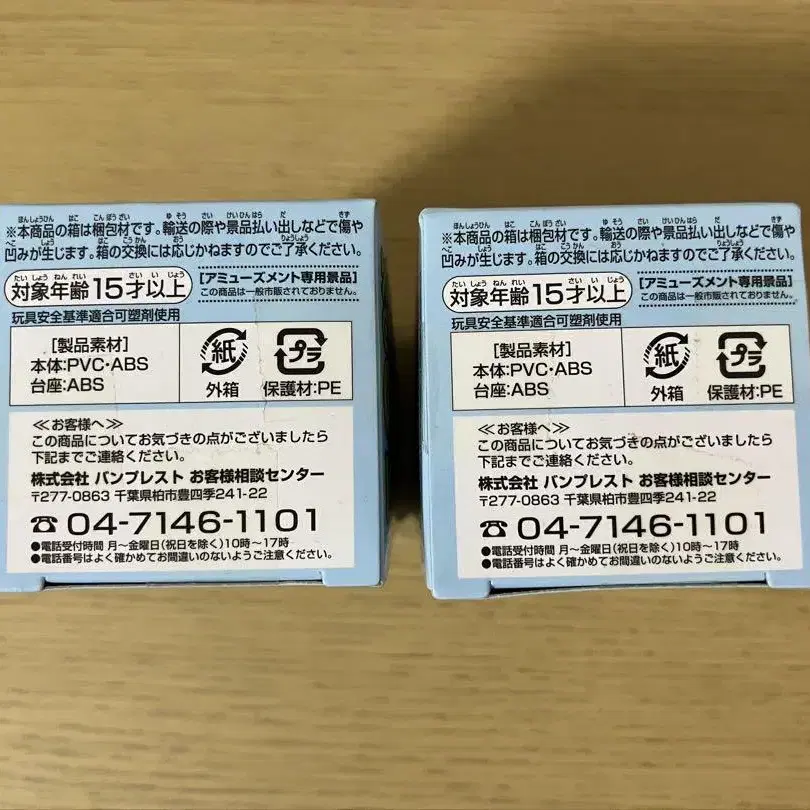 ※本商品の箱は梱包材です。輸送の際や景品払い出しなどで傷や
凹みが生じます。箱の交換には応じかねますのでご了承ください。
対象年齢15才以上
[アミューズメント専用景品]
この商品は一般市販されておりません。
玩具安全基準適合可塑剤使用
[製品素材]
本体:PVC・ABS
台座:ABS
紙
外箱
プラ
保護材:PE
≪お客様へ≫
この商品についてお気づきの点がございましたら
下記までご連絡ください。
株式会社 バンプレスト お客様相談センター
〒277-0863 千葉県柏市豊四季241-22
☎ 04-7146-1101
●電話受付時間 月〜金曜日(祝日を除く)10時〜17時
●電話番号はよく確かめてお間違いのないようご注意ください。
※本商品の箱は梱包材です。輸送の際や景品払い出しなどで傷や
凹みが生じます。箱の交換には応じかねますのでご了承ください。
対象年齢15才以上
[アミューズメント専用景品]
この商品は一般市販されておりません。
玩具安全基準適合可塑剤使用
[製品素材]
本体:PVC・ABS
台座:ABS
紙
外箱
プラ
保護材:PE
≪お客様へ≫
この商品についてお気づきの点がございましたら
下記までご連絡ください。
株式会社 バンプレスト お客様相談センター
〒277-0863 千葉県柏市豊四季241-22
☎ 04-7146-1101
●電話受付時間 月〜金曜日(祝日を除く)10時〜17時
●電話番号はよく確かめてお間違いのないようご注意ください。